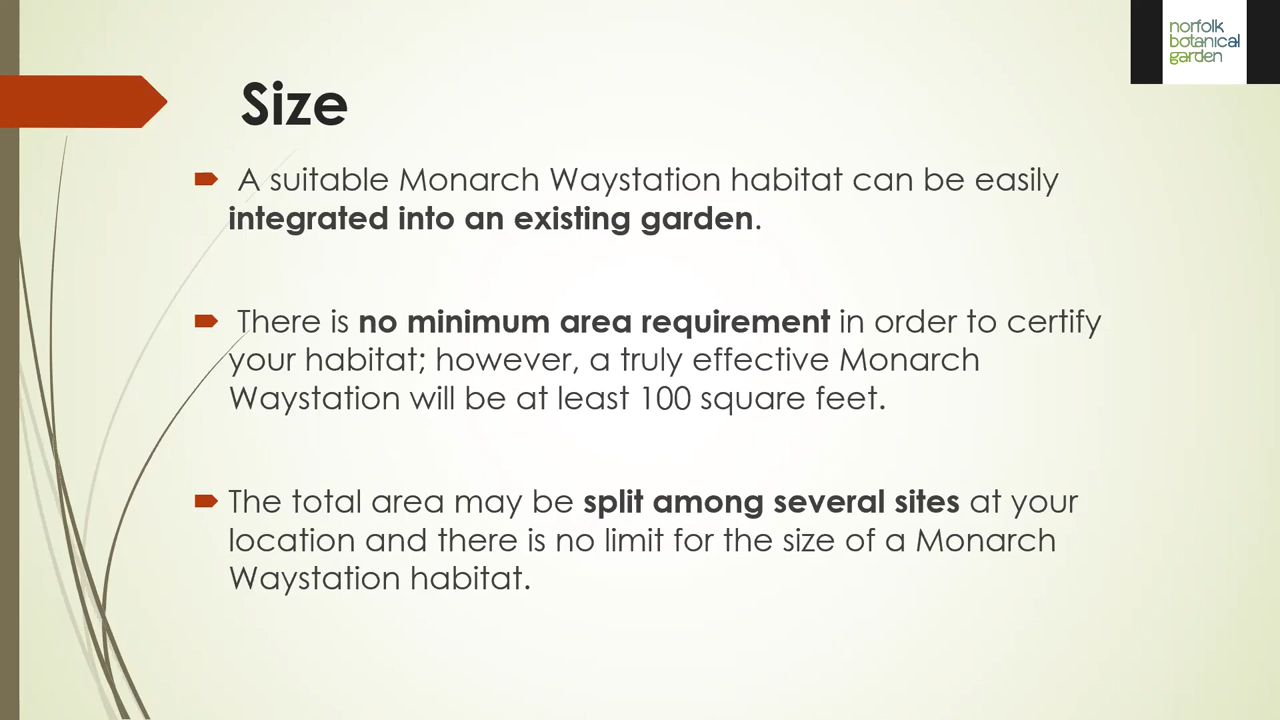 norfolk
botanical
garden
Size
A suitable Monarch Waystation habitat can be easily
integrated into an existing garden.
There is no minimum area requirement in order to certify
your habitat; however, a truly effective Monarch
Waystation will be at least 100 square feet.
The total area may be split among several sites at your
location and there is no limit for the size of a Monarch
Waystation habitat.